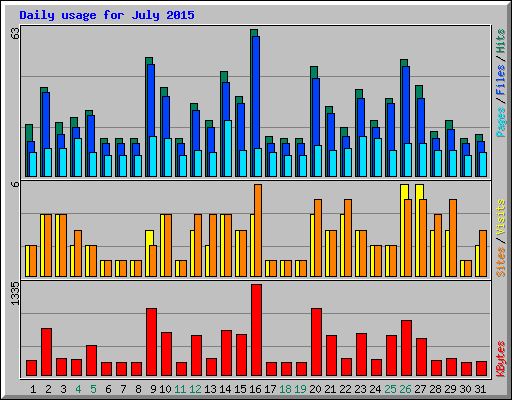 Daily usage for July 2015
63
Pages / Files / Hits
6
Sites / Visits
1335
KBytes
1 2 3 4 5 6 7 8 9 10 11 12 13 14 15 16 17 18 19 20 21 22 23 24 25 26 27 28 29 30 31